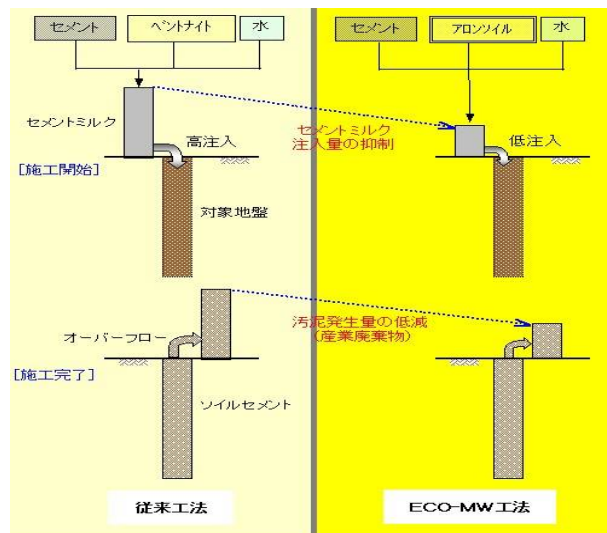 セメント ベントナイト 水 セメント アロンソイル 水
セメントミルク
高注入
セメントミルク
注入量の抑制
低注入
[施工開始]
対象地盤
汚泥発生量の低減
(産業廃棄物)
オーバーフロー
[施工完了]
ソイルセメント
従来工法
ECO-MW工法